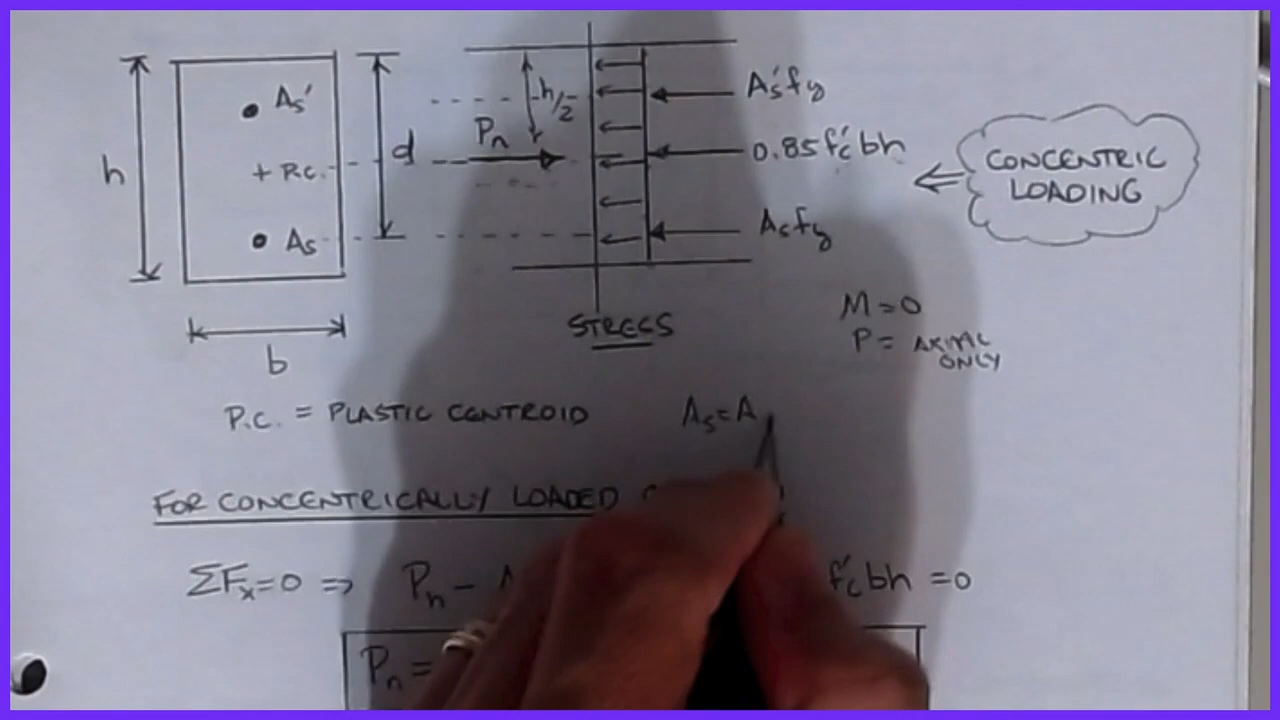 As' h/2 As'fy
Pn
h + P.C. d 0.85f'c bh CONCENTRIC
LOADING
As Asfy
M=0
STRESS P= AXIAL
ONLY
b
P.C. = PLASTIC CENTROID As=A
FOR CONCENTRICALLY LOADED
ΣFx=0 => Pn - f'c bh =0
Pn =